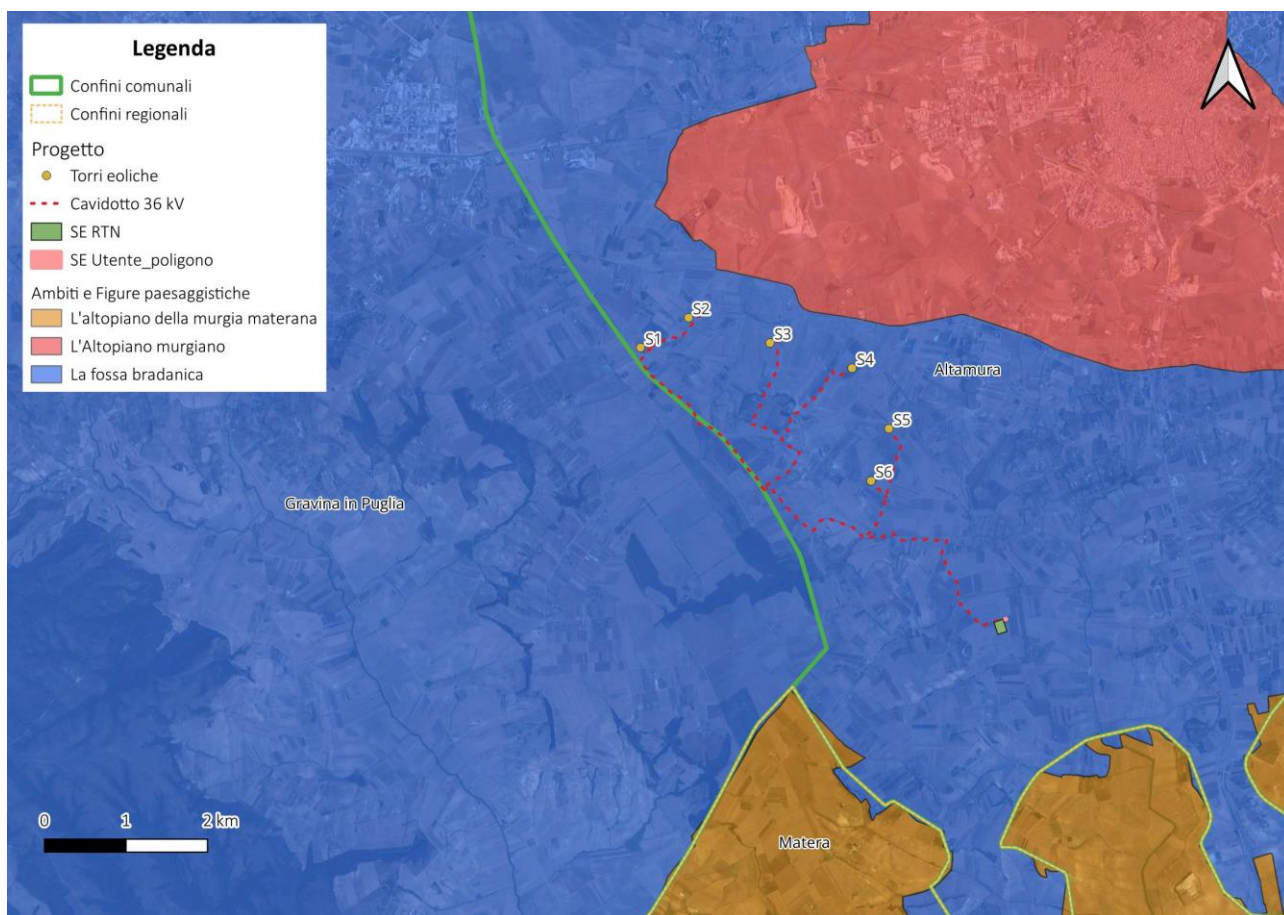 Legenda
Confini comunali
Confini regionali
Progetto
Torri eoliche
Cavidotto 36 kV
SE RTN
SE Utente_poligono
Ambiti e Figure paesaggistiche
L'altopiano della murgia materana
L'Altopiano murgiano
La fossa bradanica
S2
S1
S3
S4
Altamura
S5
S6
Gravina in Puglia
0 1 2 km
Matera